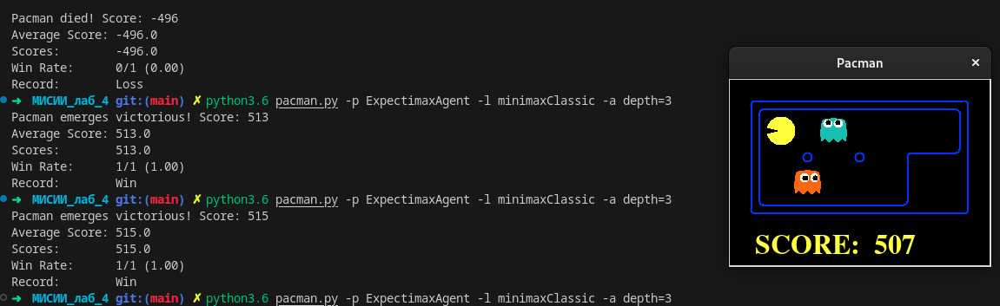 Pacman died! Score: -496
Average Score: -496.0
Scores:        -496.0
Win Rate:      0/1 (0.00)
Record:        Loss
➜  МИСИИ_лаб_4 git:(main) ✗ python3.6 pacman.py -p ExpectimaxAgent -l minimaxClassic -a depth=3
Pacman emerges victorious! Score: 513
Average Score: 513.0
Scores:        513.0
Win Rate:      1/1 (1.00)
Record:        Win
➜  МИСИИ_лаб_4 git:(main) ✗ python3.6 pacman.py -p ExpectimaxAgent -l minimaxClassic -a depth=3
Pacman emerges victorious! Score: 515
Average Score: 515.0
Scores:        515.0
Win Rate:      1/1 (1.00)
Record:        Win
➜  МИСИИ_лаб_4 git:(main) ✗ python3.6 pacman.py -p ExpectimaxAgent -l minimaxClassic -a depth=3
Pacman
SCORE: 507